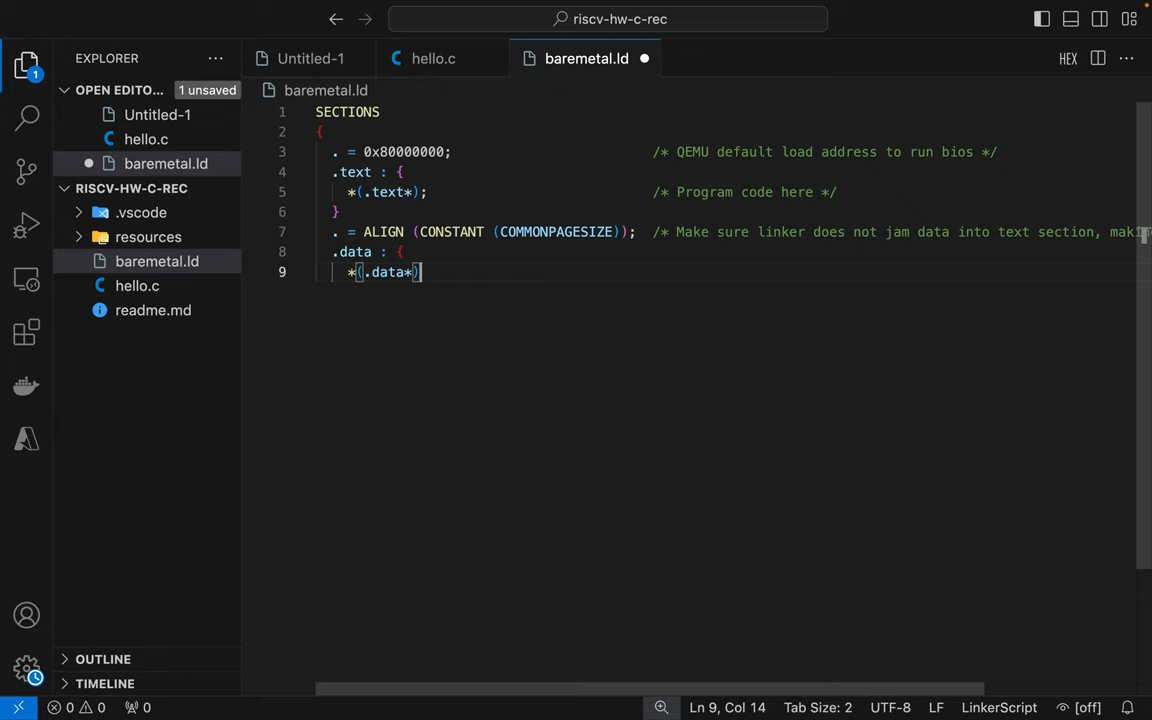 riscv-hw-c-rec
EXPLORER
Untitled-1
hello.c
baremetal.ld
HEX
OPEN EDITO...
1 unsaved
baremetal.ld
Untitled-1
hello.c
baremetal.ld
RISCV-HW-C-REC
.vscode
resources
baremetal.ld
hello.c
readme.md
1 SECTIONS
2 {
3 . = 0x80000000; /* QEMU default load address to run bios */
4 .text : {
5 *(.text*); /* Program code here */
6 }
7 . = ALIGN (CONSTANT (COMMONPAGESIZE)); /* Make sure linker does not jam data into text section, maki
8 .data : {
9 *(.data*)
1
OUTLINE
TIMELINE
0 0 0
Ln 9, Col 14
Tab Size: 2
UTF-8
LF
LinkerScript
[off]